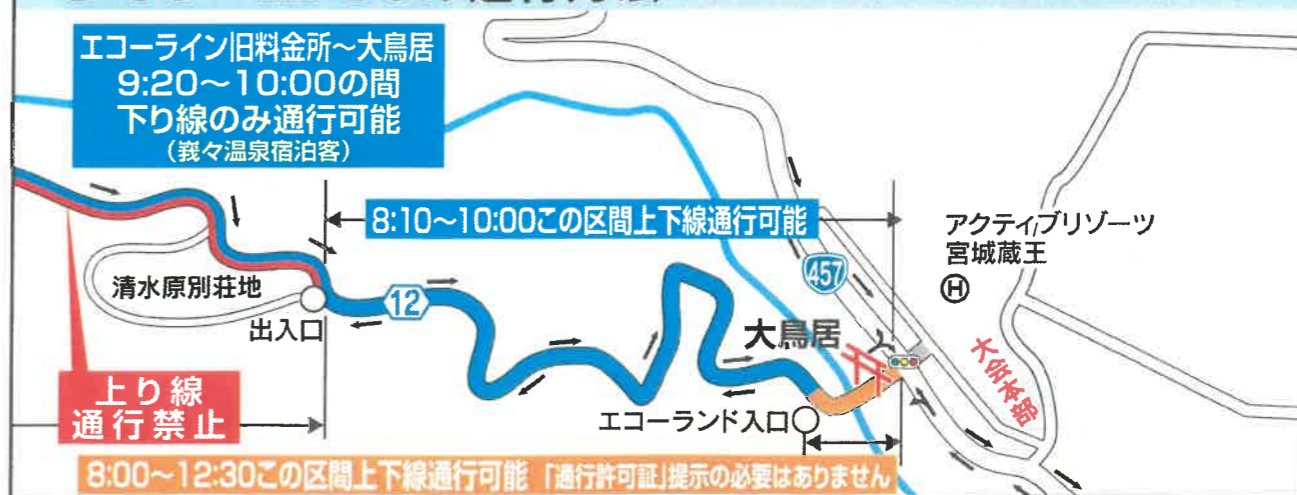 エコーライン旧料金所〜大鳥居
9:20〜10:00の間
下り線のみ通行可能
(峩々温泉宿泊客)
8:10〜10:00この区間上下線通行可能
アクティブリゾーツ
宮城蔵王
H
457
清水原別荘地
12
出入口
大鳥居
大会本部
上り線
通行禁止
エコーランド入口
8:00〜12:30この区間上下線通行可能 「通行許可証」提示の必要はありません